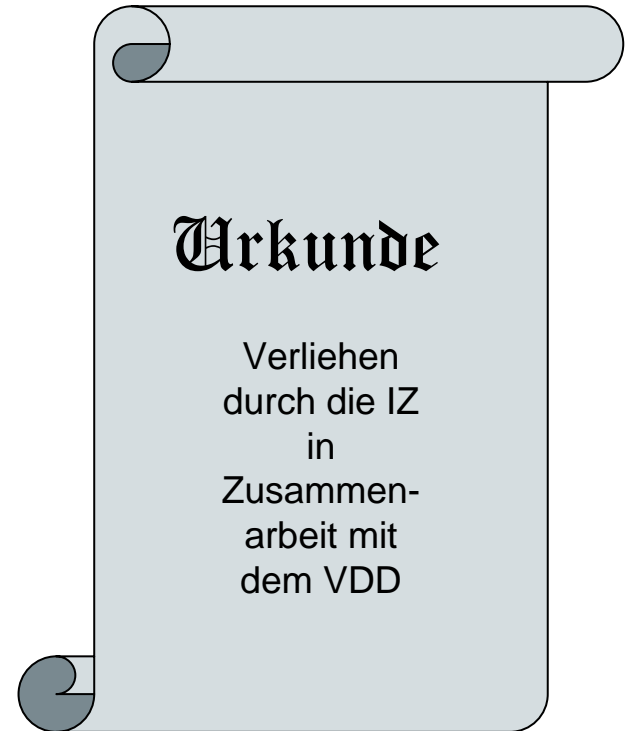 Urkunde
Verliehen
durch die IZ
in
Zusammen-
arbeit mit
dem VDD